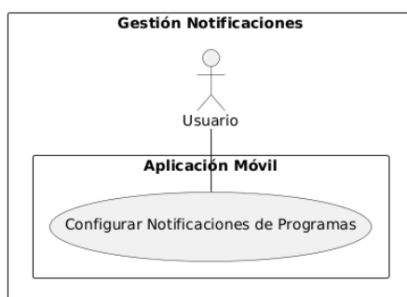 Gestión Notificaciones
Usuario
Aplicación Móvil
Configurar Notificaciones de Programas